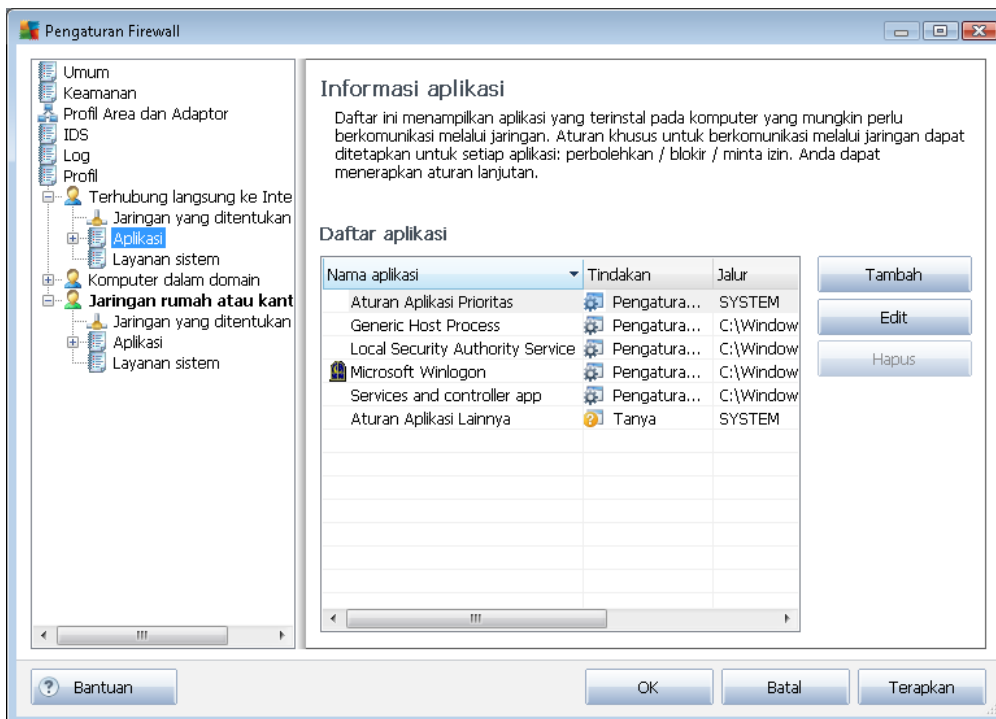 Pengaturan Firewall
Umum
Keamanan
Profil Area dan Adaptor
IDS
Log
Profil
Terhubung langsung ke Inte
Jaringan yang ditentukan
Aplikasi
Layanan sistem
Komputer dalam domain
Jaringan rumah atau kant
Jaringan yang ditentukan
Aplikasi
Layanan sistem
Informasi aplikasi
Daftar ini menampilkan aplikasi yang terinstal pada komputer yang mungkin perlu
berkomunikasi melalui jaringan. Aturan khusus untuk berkomunikasi melalui jaringan dapat
ditetapkan untuk setiap aplikasi: perbolehkan / blokir / minta izin. Anda dapat
menerapkan aturan lanjutan.
Daftar aplikasi
Nama aplikasi Tindakan Jalur
Aturan Aplikasi Prioritas Pengatura... SYSTEM
Generic Host Process Pengatura... C:\Window
Local Security Authority Service Pengatura... C:\Window
Microsoft Winlogon Pengatura... C:\Window
Services and controller app Pengatura... C:\Window
Aturan Aplikasi Lainnya Tanya SYSTEM
Tambah
Edit
Hapus
Bantuan
OK
Batal
Terapkan